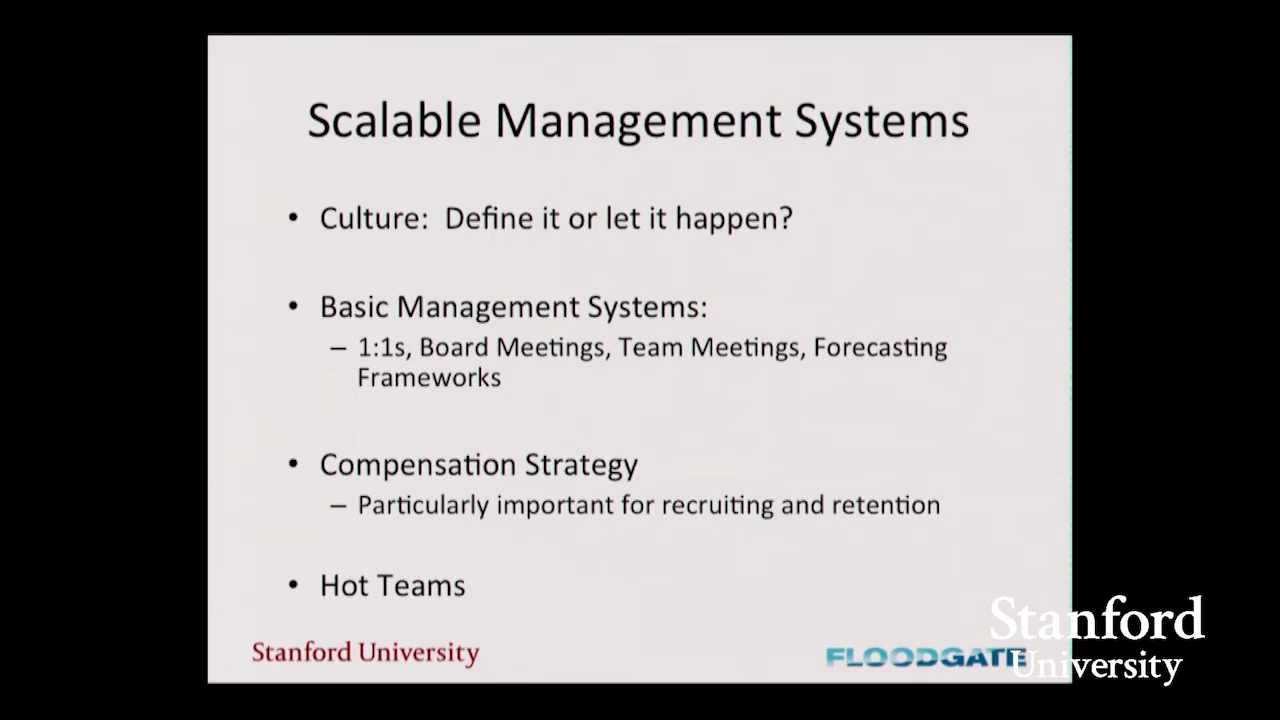 Scalable Management Systems
• Culture: Define it or let it happen?
• Basic Management Systems:
– 1:1s, Board Meetings, Team Meetings, Forecasting
Frameworks
• Compensation Strategy
– Particularly important for recruiting and retention
• Hot Teams
Stanford University
FLOODGATE
Stanford
University